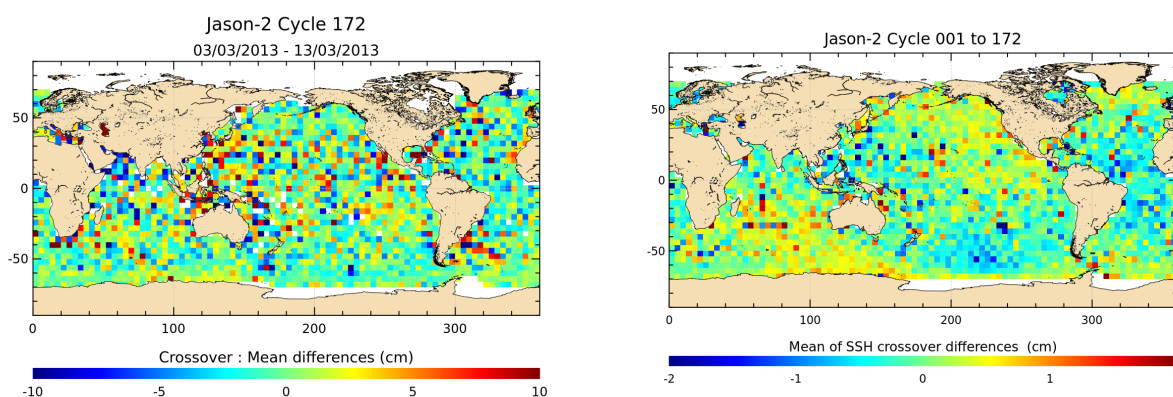 Jason-2 Cycle 172
03/03/2013 - 13/03/2013
50
0
-50
0 100 200 300
Crossover : Mean differences (cm)
-10 -5 0 5 10
Jason-2 Cycle 001 to 172
50
0
-50
0 100 200 300
Mean of SSH crossover differences (cm)
-2 -1 0 1